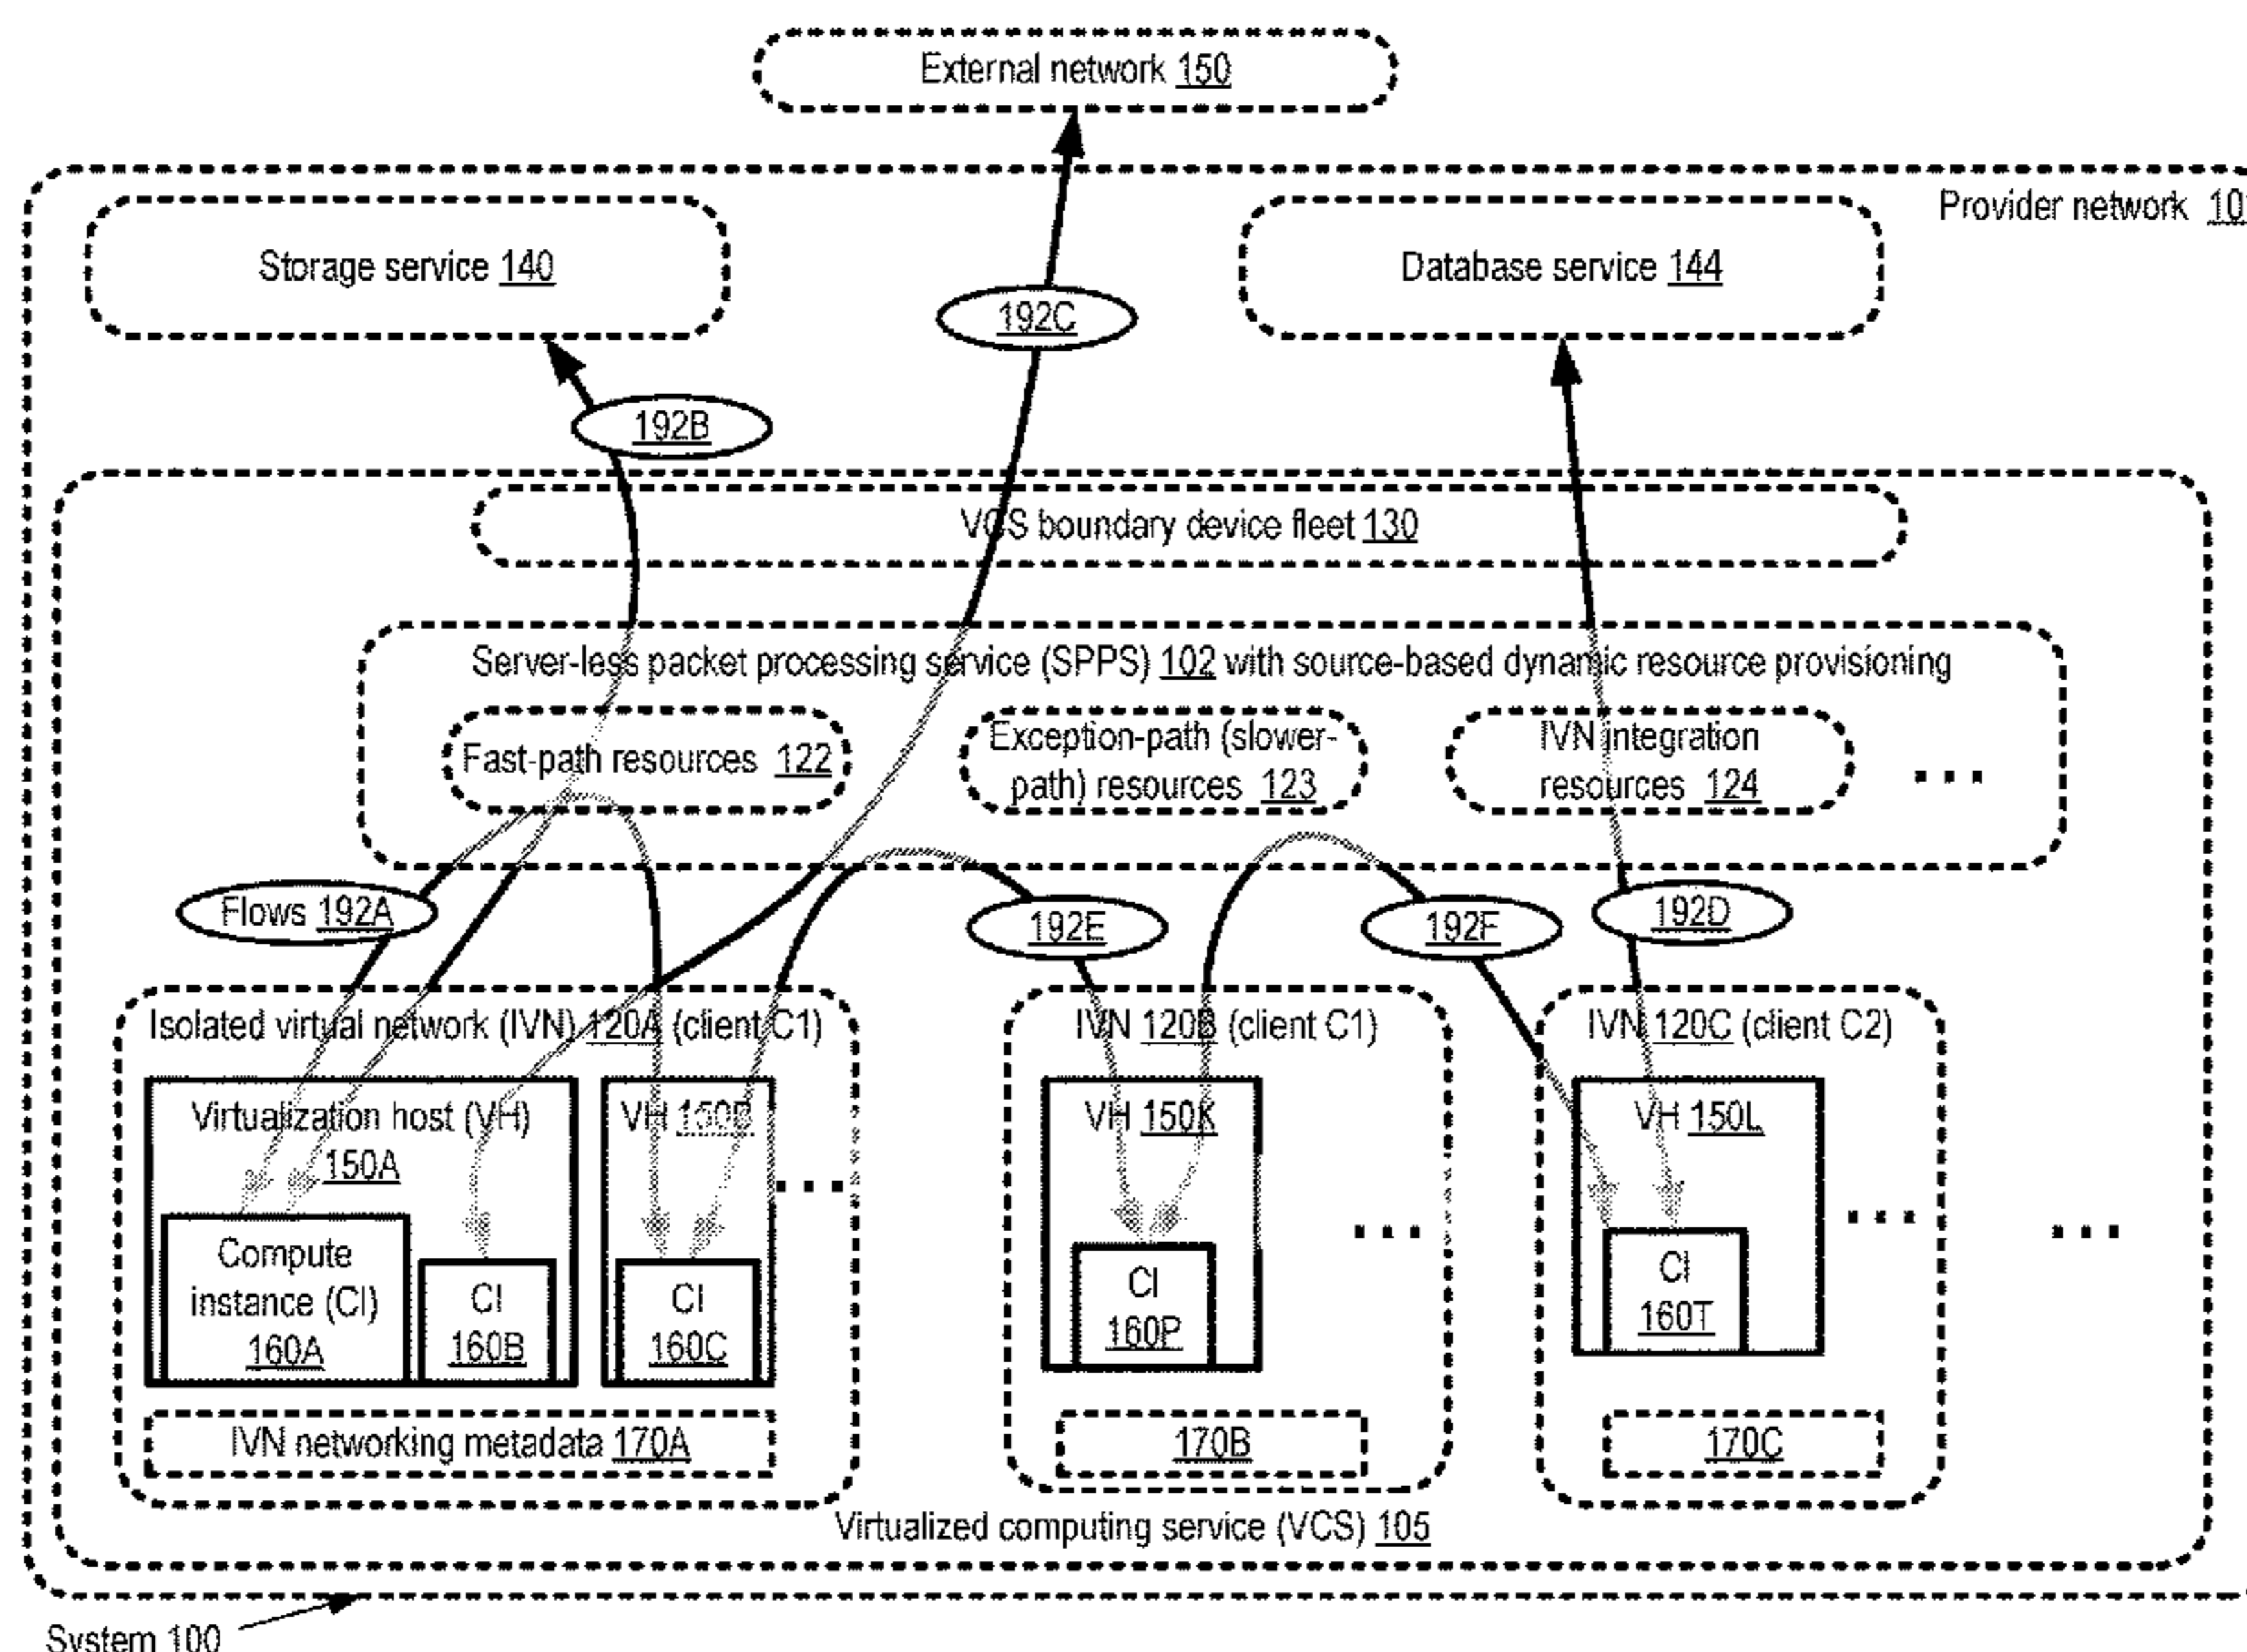 External network 150
Provider network 10
Storage service 140
Database service 144
192C
192B
VCS boundary device fleet 130
Server-less packet processing service (SPPS) 102 with source-based dynamic resource provisioning
Fast-path resources 122
Exception-path (slower-
path) resources 123
IVN integration
resources 124
...
Flows 192A
192E
192F
192D
Isolated virtual network (IVN) 120A (client C1)
IVN 120B (client C1)
IVN 120C (client C2)
Virtualization host (VH)
150A
VH 150B
VH 150K
VH 150L
...
...
...
...
Compute
instance (CI)
160A
CI
160B
CI
160C
CI
160P
CI
160T
IVN networking metadata 170A
170B
170C
Virtualized computing service (VCS) 105
System 100